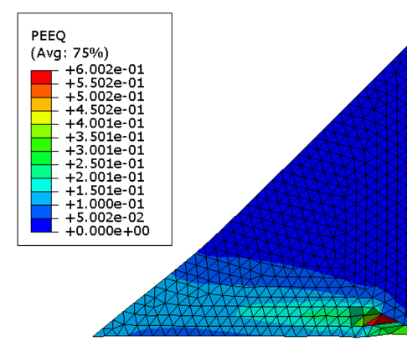 PEEQ
(Avg: 75%)
+6.002e-01
+5.502e-01
+5.002e-01
+4.502e-01
+4.001e-01
+3.501e-01
+3.001e-01
+2.501e-01
+2.001e-01
+1.501e-01
+1.000e-01
+5.002e-02
+0.000e+00